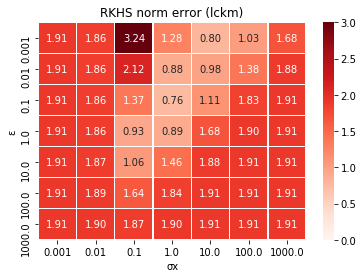 RKHS norm error (lckm)
0.001 1.91 1.86 3.24 1.28 0.80 1.03 1.68
0.01 1.91 1.86 2.12 0.88 0.98 1.38 1.88
0.1 1.91 1.86 1.37 0.76 1.11 1.83 1.91
1.0 1.91 1.86 0.93 0.89 1.68 1.90 1.91
10.0 1.91 1.87 1.06 1.46 1.88 1.91 1.91
100.0 1.91 1.89 1.64 1.84 1.91 1.91 1.91
1000.0 1.91 1.90 1.87 1.91 1.91 1.91 1.91
0.001 0.01 0.1 1.0 10.0 100.0 1000.0
σx
ε
3.0
2.5
2.0
1.5
1.0
0.5
0.0